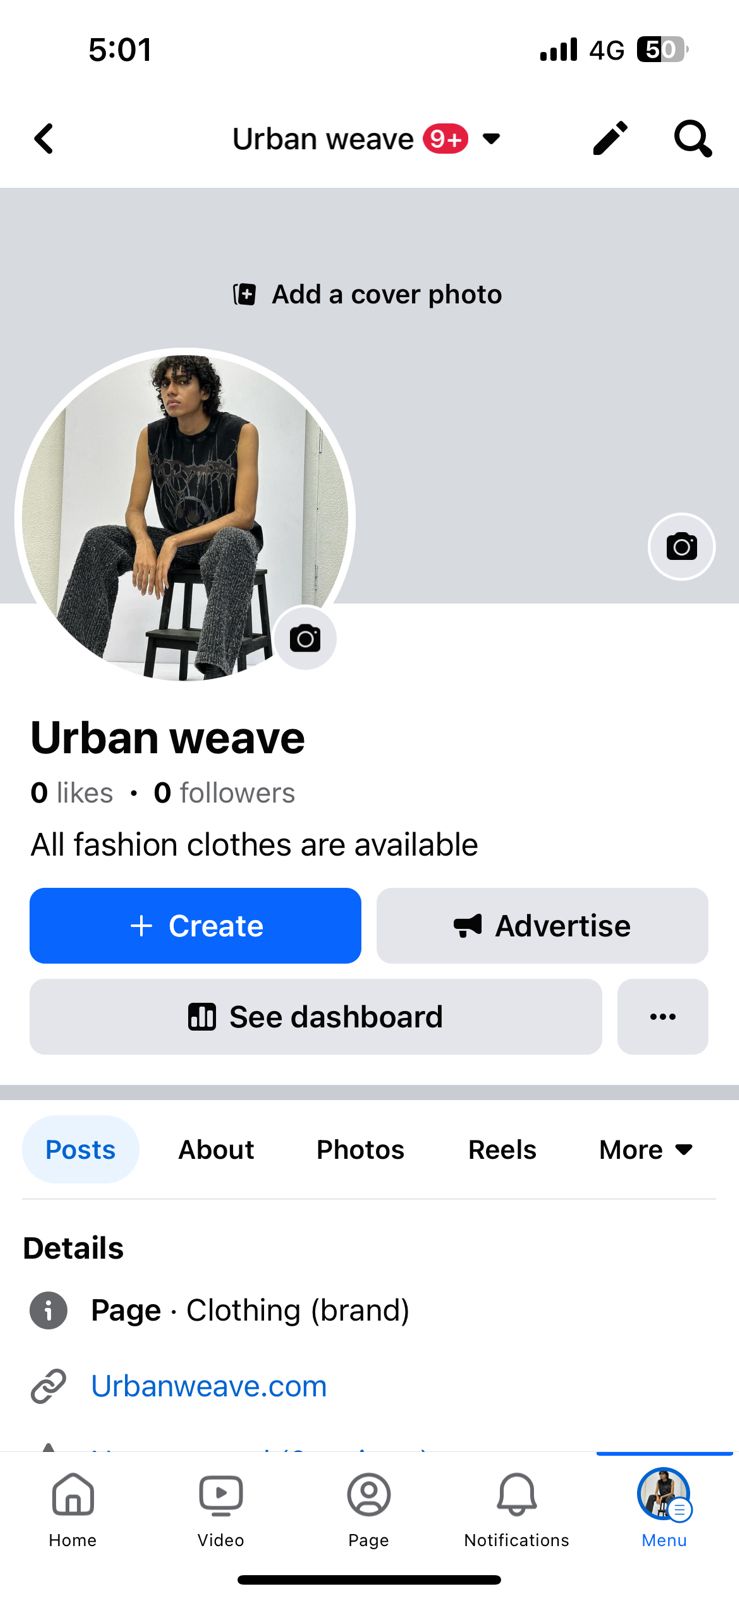 5:01 4G 50
Urban weave 9+
Add a cover photo
Urban weave
0 likes · 0 followers
All fashion clothes are available
+ Create
Advertise
See dashboard
Posts About Photos Reels More
Details
Page · Clothing (brand)
Urbanweave.com
Home Video Page Notifications Menu